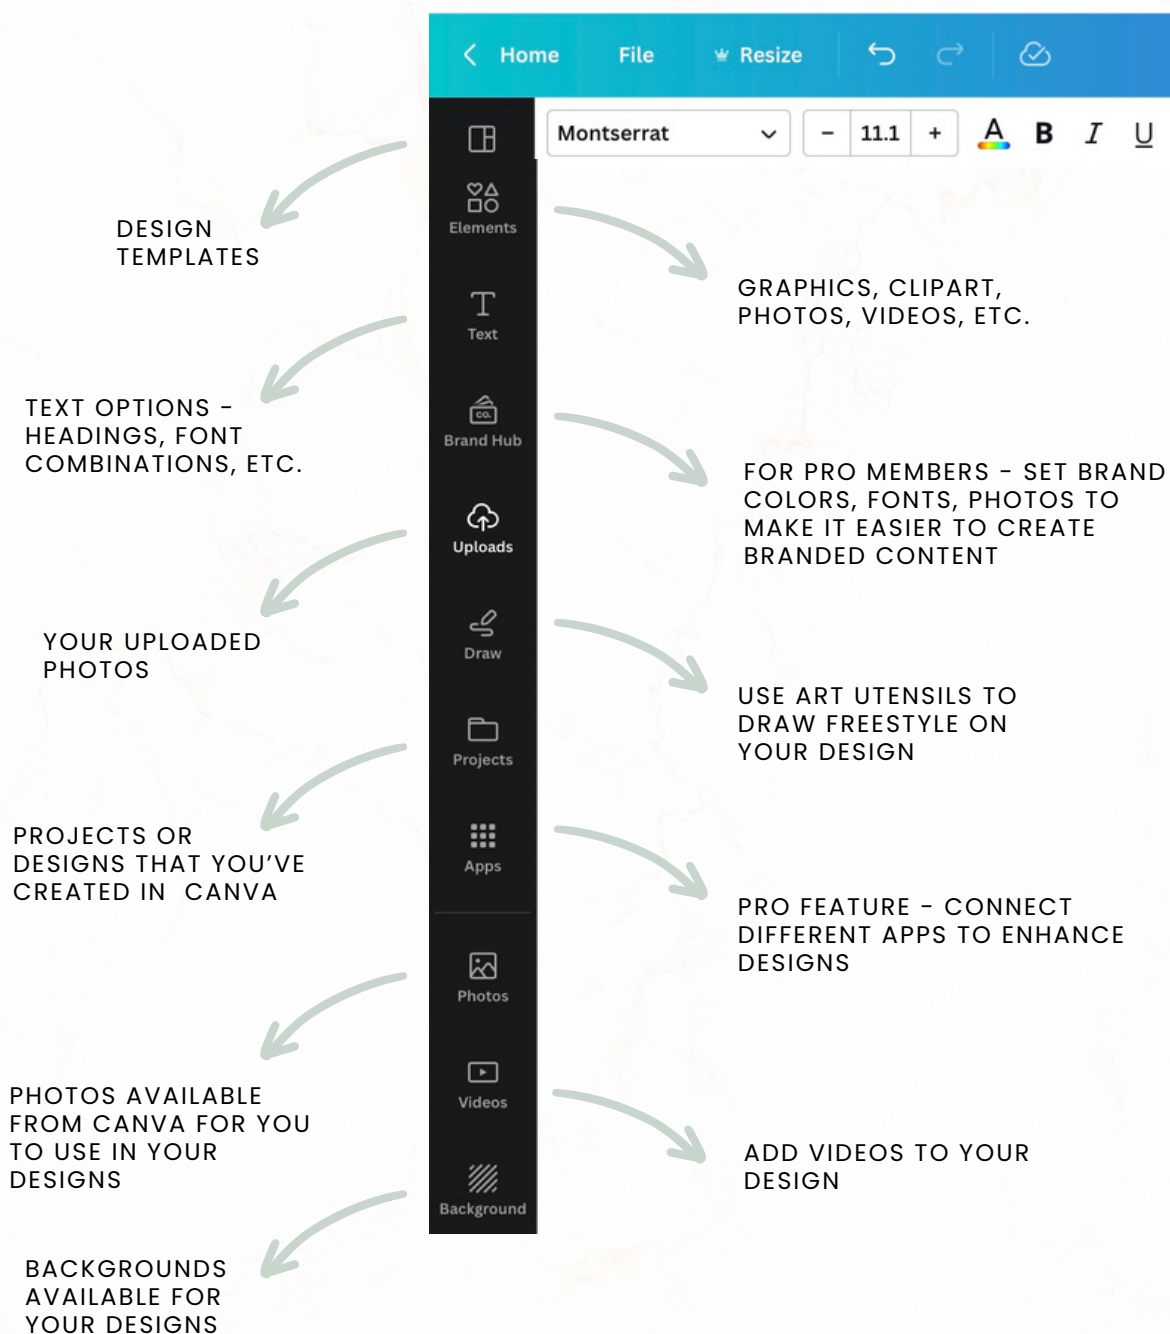 Home File Resize
Montserrat - 11.1 + A B I U
Elements
DESIGN
TEMPLATES
GRAPHICS, CLIPART,
PHOTOS, VIDEOS, ETC.
Text
TEXT OPTIONS -
HEADINGS, FONT
COMBINATIONS, ETC.
CO.
Brand Hub
FOR PRO MEMBERS - SET BRAND
COLORS, FONTS, PHOTOS TO
MAKE IT EASIER TO CREATE
BRANDED CONTENT
Uploads
YOUR UPLOADED
PHOTOS
Draw
USE ART UTENSILS TO
DRAW FREESTYLE ON
YOUR DESIGN
Projects
PROJECTS OR
DESIGNS THAT YOU'VE
CREATED IN CANVA
Apps
PRO FEATURE - CONNECT
DIFFERENT APPS TO ENHANCE
DESIGNS
Photos
PHOTOS AVAILABLE
FROM CANVA FOR YOU
TO USE IN YOUR
DESIGNS
Videos
ADD VIDEOS TO YOUR
DESIGN
Background
BACKGROUNDS
AVAILABLE FOR
YOUR DESIGNS